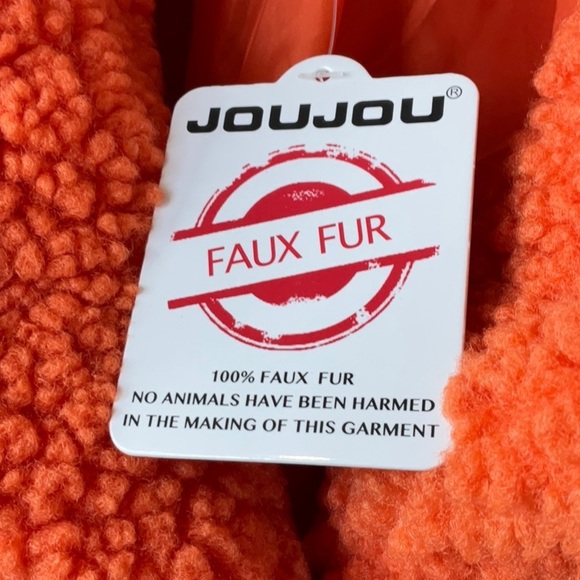 JOUJOU®
FAUX FUR
100% FAUX FUR
NO ANIMALS HAVE BEEN HARMED
IN THE MAKING OF THIS GARMENT